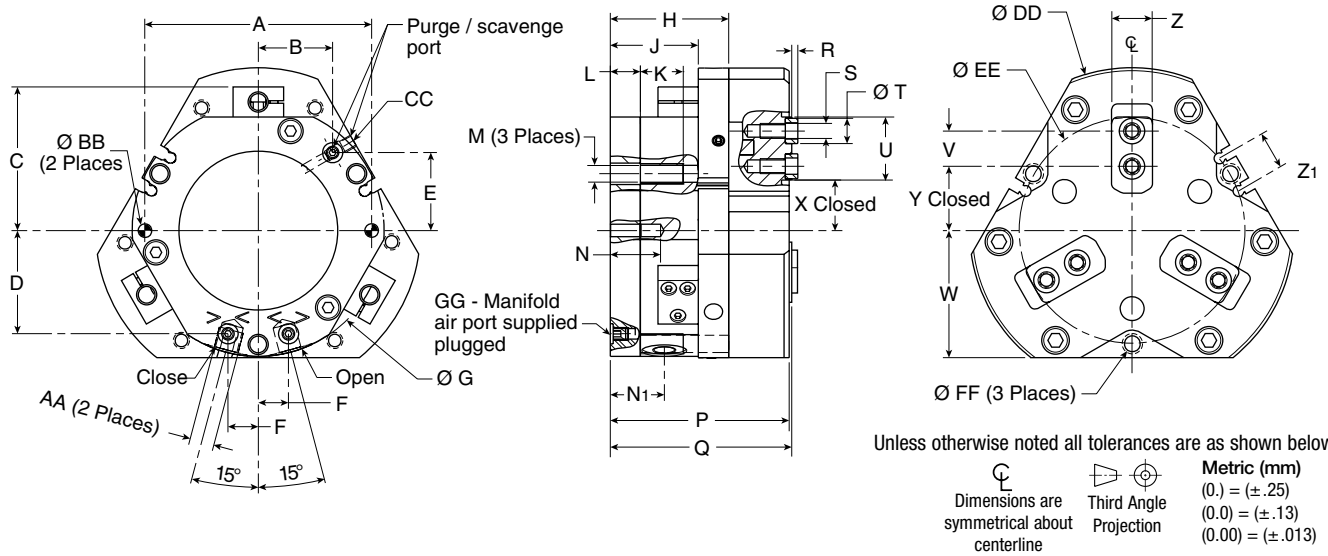 A
B
Purge / scavenge
port
CC
Ø BB
(2 Places
C
D
E
Close
Open
Ø G
AA (2 Places)
F
F
15°
15°
H
J
L
K
M (3 Places)
N
GG - Manifold
air port supplied
plugged
N1
P
Q
R
S
Ø T
U
X Closed
Ø DD
Z
℄
Ø EE
V
Y Closed
Z1
W
Ø FF (3 Places)
Unless otherwise noted all tolerances are as shown below
℄
Dimensions are
symmetrical about
centerline
Third Angle
Projection
Metric (mm)
(0.) = (±.25)
(0.0) = (±.13)
(0.00) = (±.013)